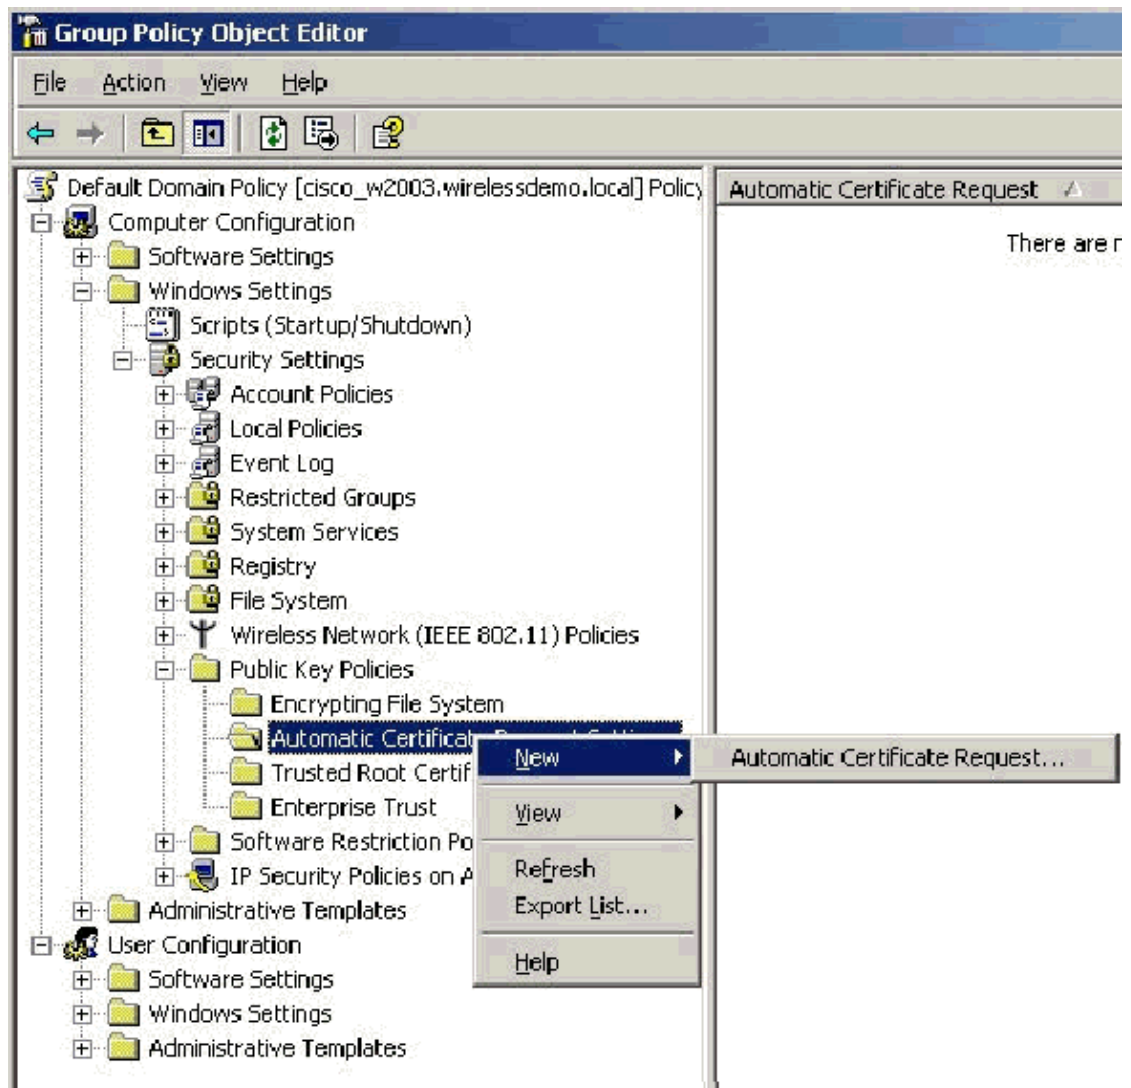 Group Policy Object Editor
File Action View Help
Default Domain Policy [cisco_w2003.wirelessdemo.local] Policy
Computer Configuration
Software Settings
Windows Settings
Scripts (Startup/Shutdown)
Security Settings
Account Policies
Local Policies
Event Log
Restricted Groups
System Services
Registry
File System
Wireless Network (IEEE 802.11) Policies
Public Key Policies
Encrypting File System
Automatic Certificat
Trusted Root Certif
Enterprise Trust
Software Restriction Po
IP Security Policies on A
Administrative Templates
User Configuration
Software Settings
Windows Settings
Administrative Templates
New
View
Refresh
Export List...
Help
Automatic Certificate Request...
Automatic Certificate Request
There are